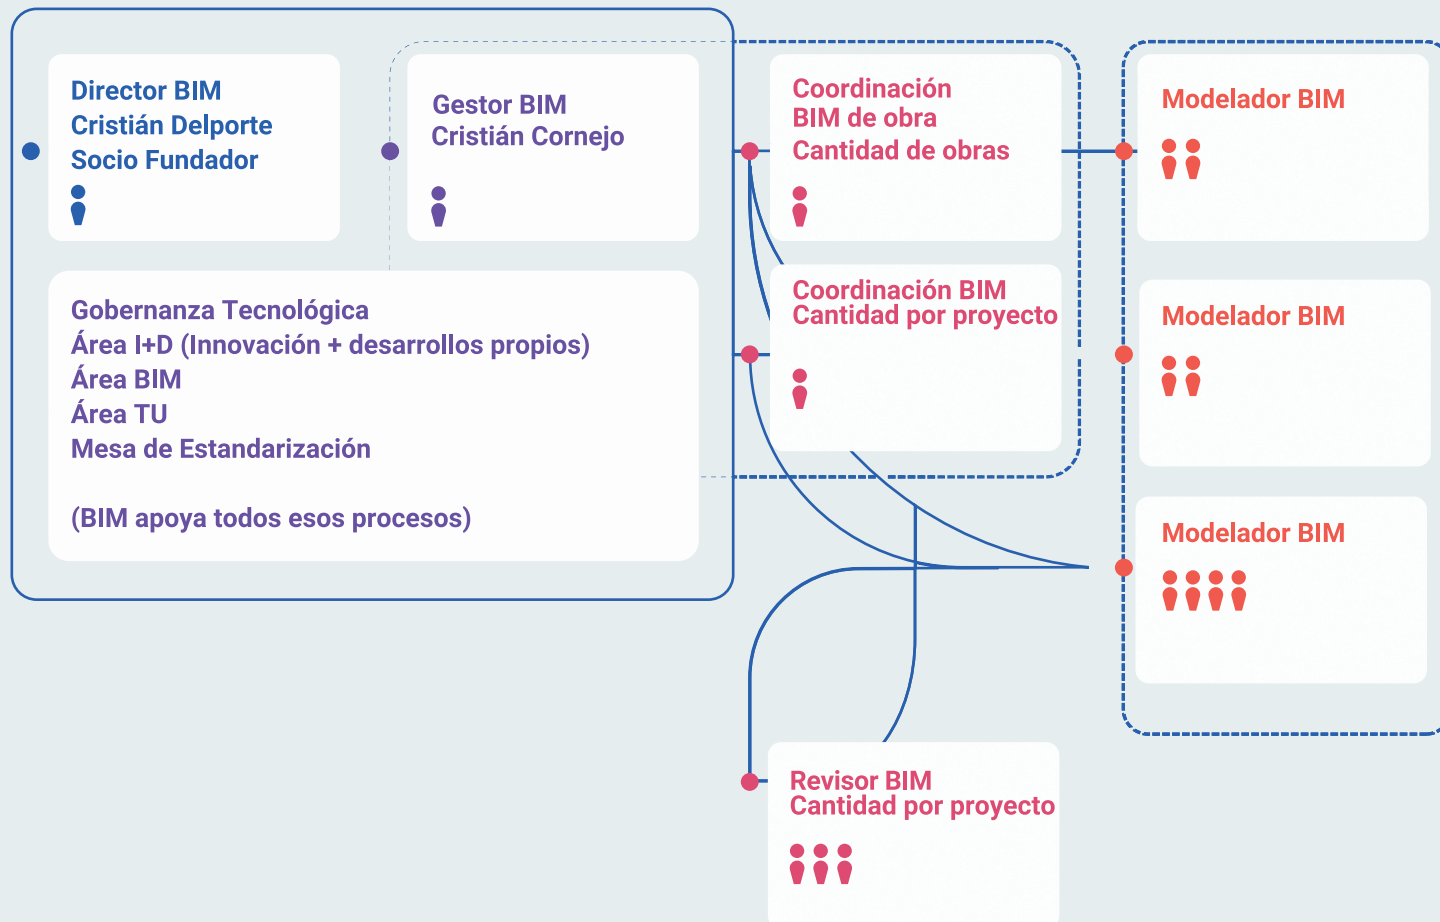 Director BIM
Cristián Delporte
Socio Fundador
Gestor BIM
Cristián Cornejo
Gobernanza Tecnológica
Área I+D (Innovación + desarrollos propios)
Área BIM
Área TU
Mesa de Estandarización
(BIM apoya todos esos procesos)
Coordinación
BIM de obra
Cantidad de obras
Coordinación BIM
Cantidad por proyecto
Revisor BIM
Cantidad por proyecto
Modelador BIM
Modelador BIM
Modelador BIM